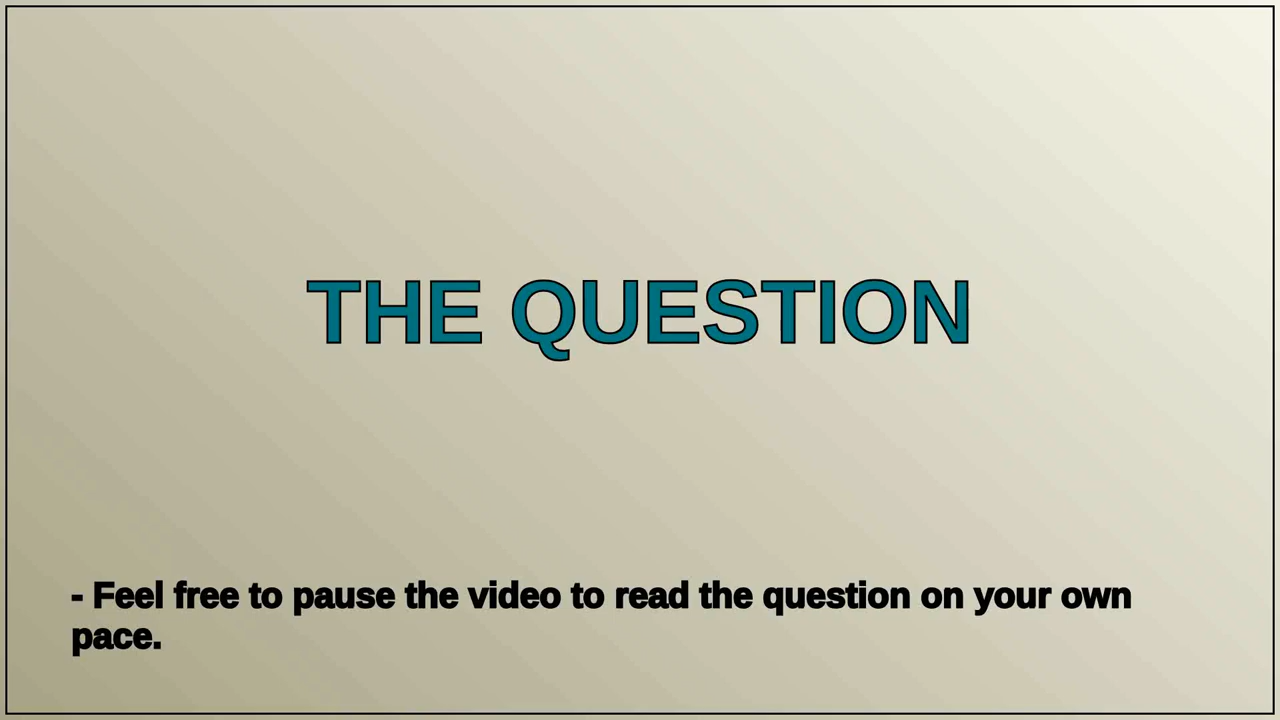 THE QUESTION
- Feel free to pause the video to read the question on your own
pace.